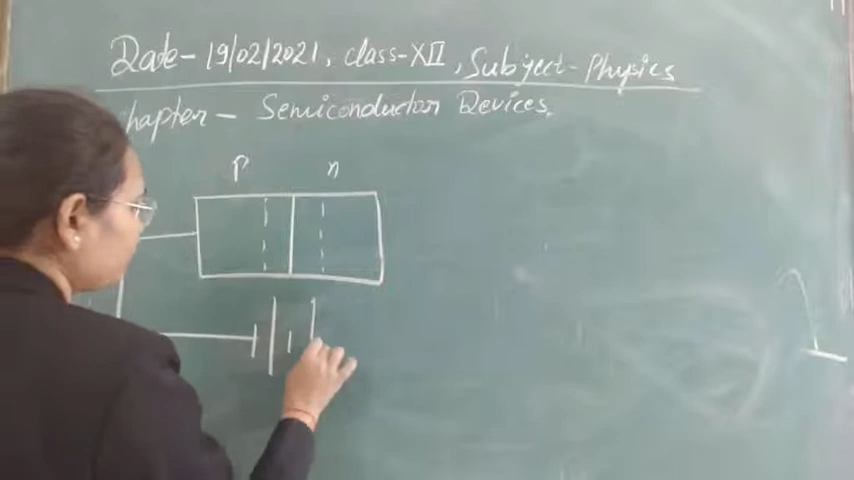 Date - 19/02/2021, class-XII, Subject - Physics
hapter - Semiconductor Devices.
p n